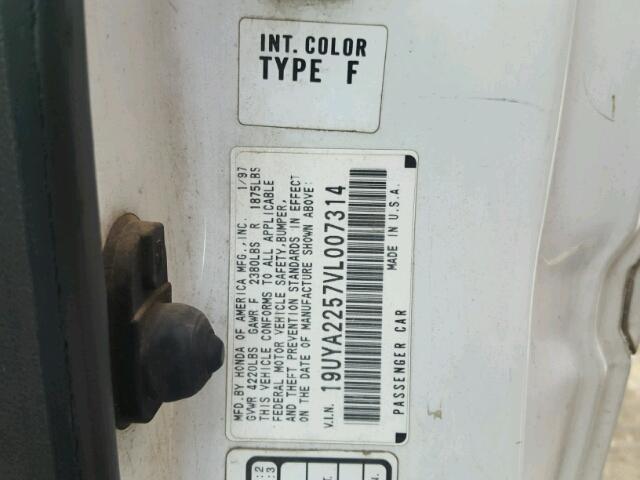 INT. COLOR
TYPE F
MFD.BY HONDA OF AMERICA MFG.,INC. 1/97
GVWR 4220LBS GAWR F 2380LBS R 1875LBS
THIS VEHICLE CONFORMS TO ALL APPLICABLE
FEDERAL MOTOR VEHICLE SAFETY,BUMPER,
AND THEFT PREVENTION STANDARDS IN EFFECT
ON THE DATE OF MANUFACTURE SHOWN ABOVE:
V.I.N. 19UYA2257VL007314
PASSENGER CAR MADE IN U.S.A.